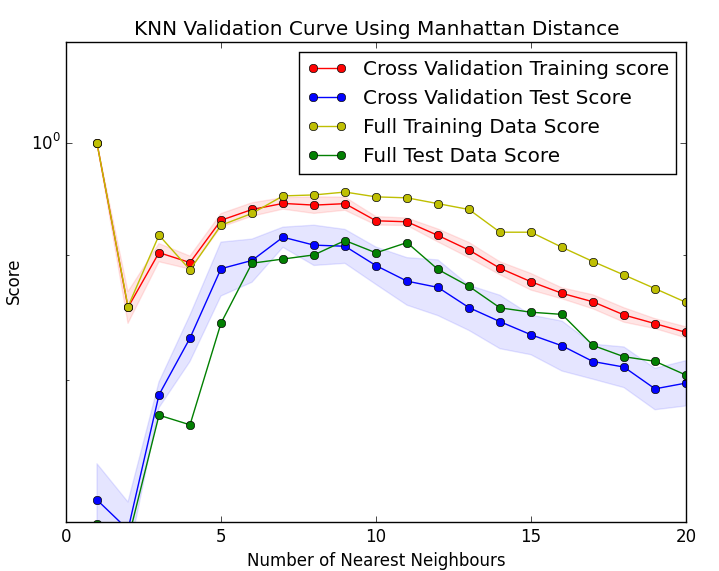 KNN Validation Curve Using Manhattan Distance
Cross Validation Training score
Cross Validation Test Score
Full Training Data Score
Full Test Data Score
10⁰
Score
0 5 10 15 20
Number of Nearest Neighbours